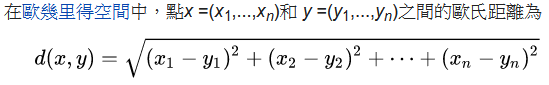 在歐幾里得空間中，點x =(x₁,...,xₙ)和 y =(y₁,...,yₙ)之間的歐氏距離為
d(x, y) = √((x₁ − y₁)² + (x₂ − y₂)² + ⋯ + (xₙ − yₙ)²)